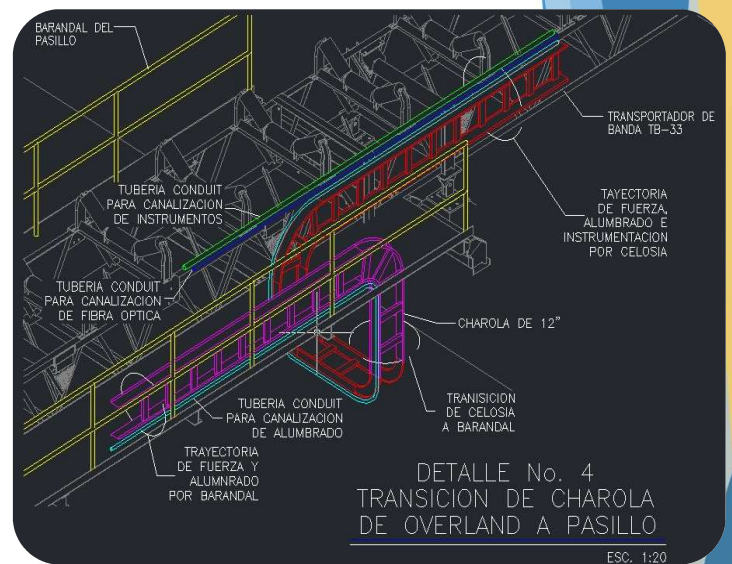 BARANDAL DEL
PASILLO
TRANSPORTADOR DE
BANDA TB-33
TUBERIA CONDUIT
PARA CANALIZACION
DE INSTRUMENTOS
TAYECTORIA
DE FUERZA,
ALUMBRADO E
INSTRUMENTACION
POR CELOSIA
TUBERIA CONDUIT
PARA CANALIZACION
DE FIBRA OPTICA
CHAROLA DE 12"
TRANISICION
DE CELOSIA
A BARANDAL
TUBERIA CONDUIT
PARA CANALIZACION
DE ALUMBRADO
TRAYECTORIA
DE FUERZA Y
ALUMNRADO
POR BARANDAL
DETALLE No. 4
TRANSICION DE CHAROLA
DE OVERLAND A PASILLO
ESC. 1:20